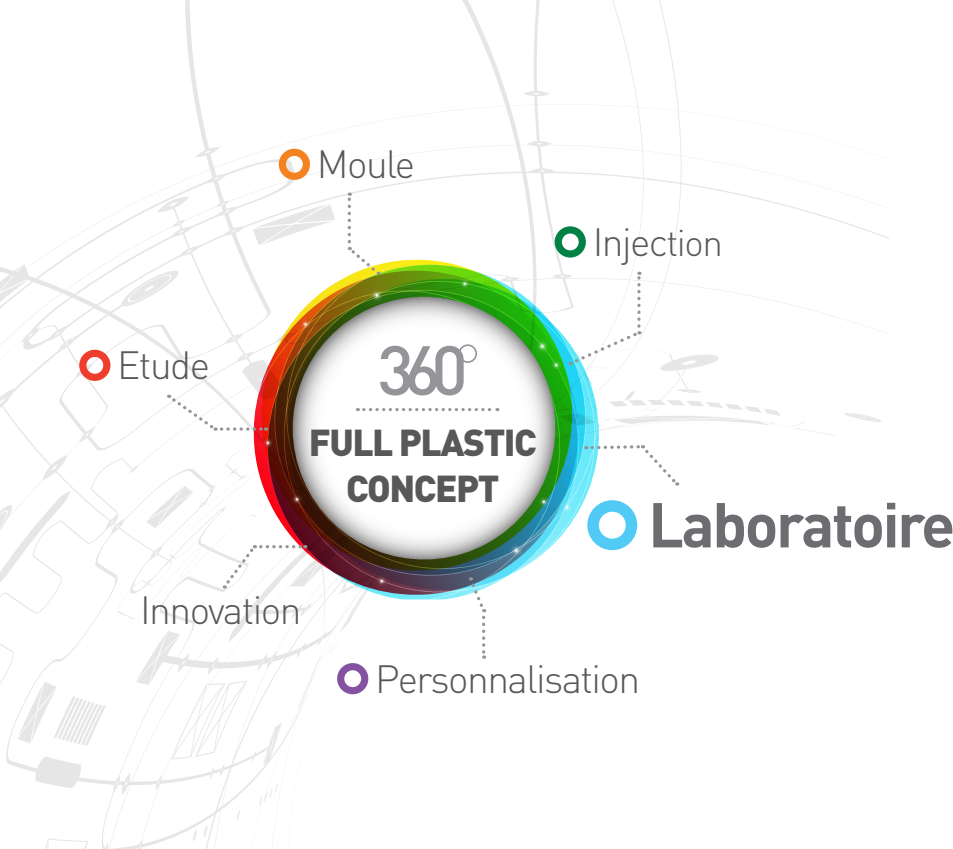 Moule
Injection
360°
Etude
FULL PLASTIC
CONCEPT
Laboratoire
Innovation
Personnalisation